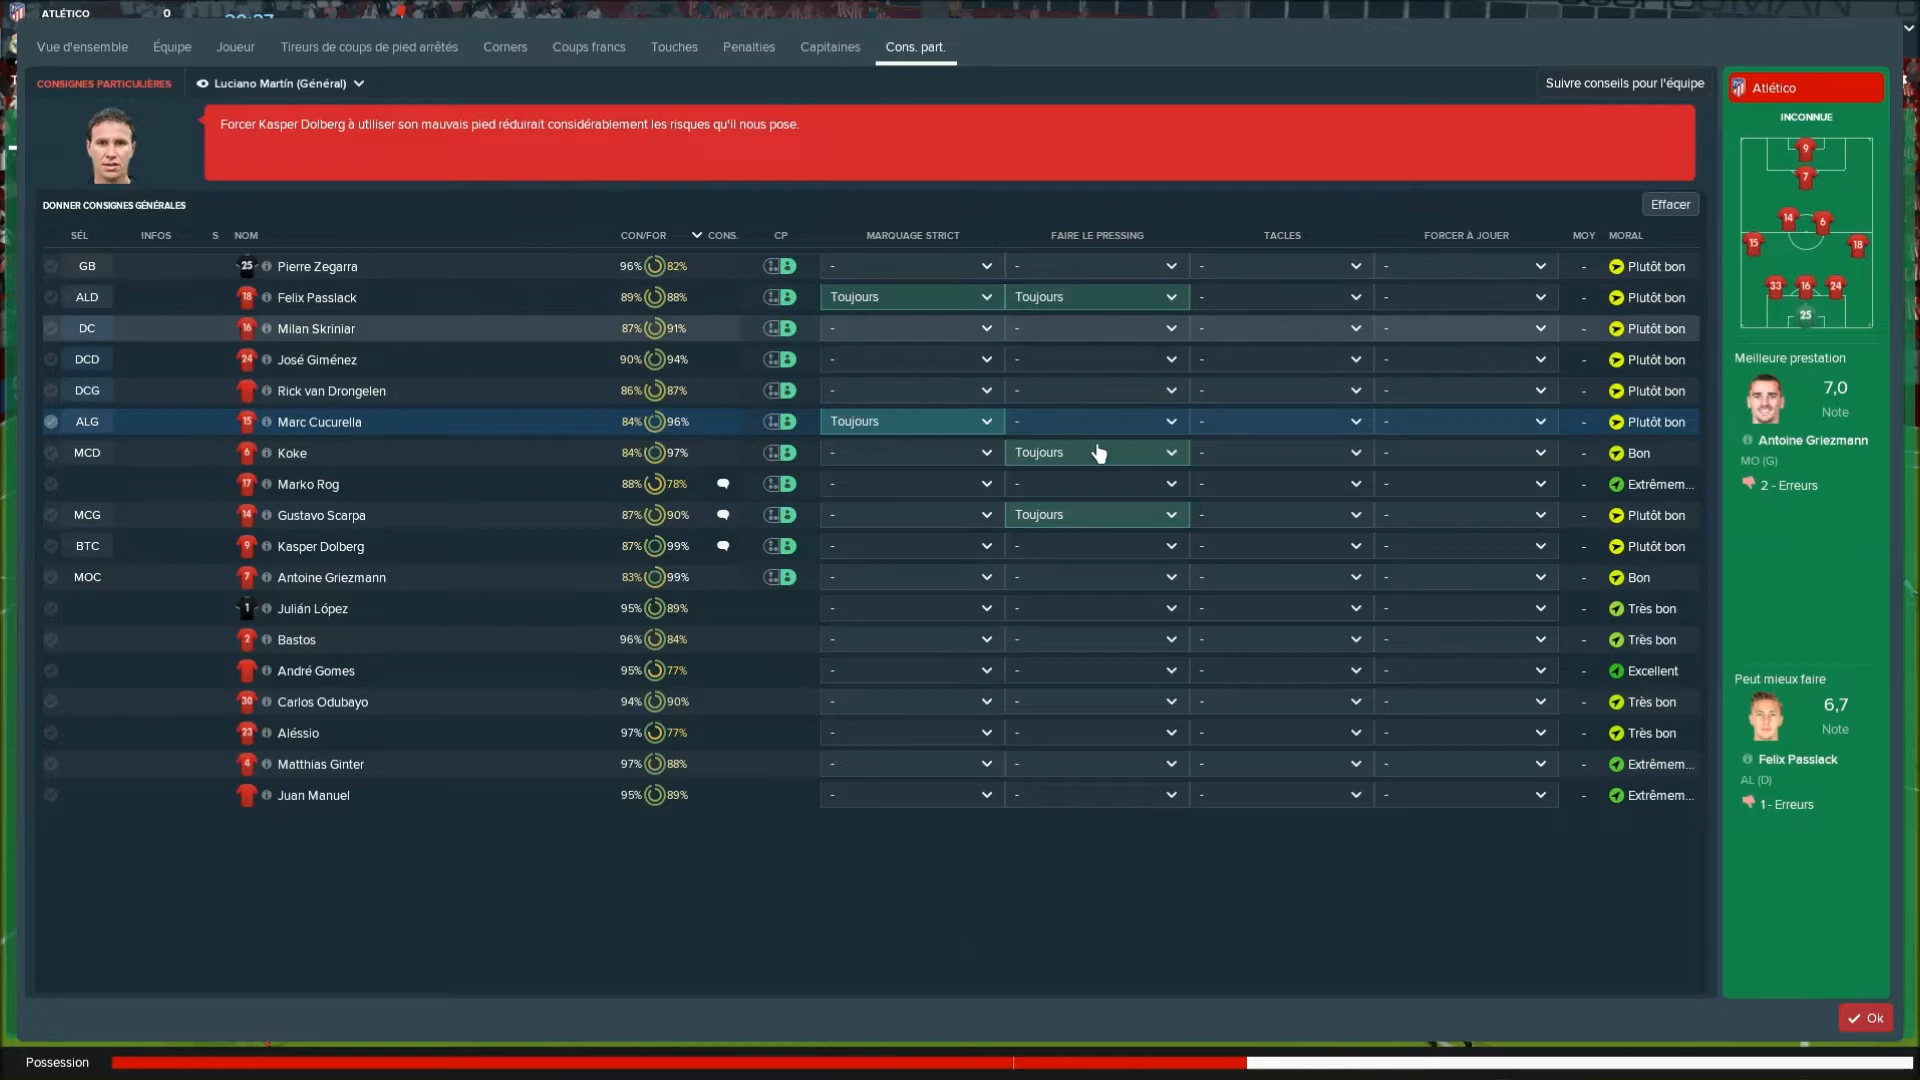 ATLÉTICO 0
Vue d'ensemble Équipe Joueur Tireurs de coups de pied arrêtés Corners Coups francs Touches Penalties Capitaines Cons. part.
CONSIGNES PARTICULIÈRES Luciano Martín (Général) Suivre conseils pour l'équipe
Forcer Kasper Dolberg à utiliser son mauvais pied réduirait considérablement les risques qu'il nous pose.
DONNER CONSIGNES GÉNÉRALES Effacer
SÉL INFOS S NOM CON/FOR CONS. CP MARQUAGE STRICT FAIRE LE PRESSING TACLES FORCER À JOUER MOY MORAL
GB 25 Pierre Zegarra 96% 82% - - - - - Plutôt bon
ALD 18 Felix Passlack 89% 88% Toujours Toujours - - - Plutôt bon
DC 16 Milan Skriniar 87% 91% - - - - - Plutôt bon
DCD 24 José Giménez 90% 94% - - - - - Plutôt bon
DCG Rick van Drongelen 86% 87% - - - - - Plutôt bon
ALG 15 Marc Cucurella 84% 96% Toujours - - - - Plutôt bon
MCD 6 Koke 84% 97% - Toujours - - - Bon
17 Marko Rog 88% 78% - - - - - Extrêmem...
MCG 14 Gustavo Scarpa 87% 90% - Toujours - - - Plutôt bon
BTC 9 Kasper Dolberg 87% 99% - - - - - Plutôt bon
MOC 7 Antoine Griezmann 83% 99% - - - - - Bon
1 Julián López 95% 89% - - - - - Très bon
2 Bastos 96% 84% - - - - - Très bon
André Gomes 95% 77% - - - - - Excellent
30 Carlos Odubayo 94% 90% - - - - - Très bon
23 Aléssio 97% 77% - - - - - Très bon
4 Matthias Ginter 97% 88% - - - - - Extrêmem...
Juan Manuel 95% 89% - - - - - Extrêmem...
Atlético
INCONNUE
9
7
14 6
15 18
33 16 24
25
Meilleure prestation
7,0
Note
Antoine Griezmann
MO (G)
2 - Erreurs
Peut mieux faire
6,7
Note
Felix Passlack
AL (D)
1 - Erreurs
Ok
Possession